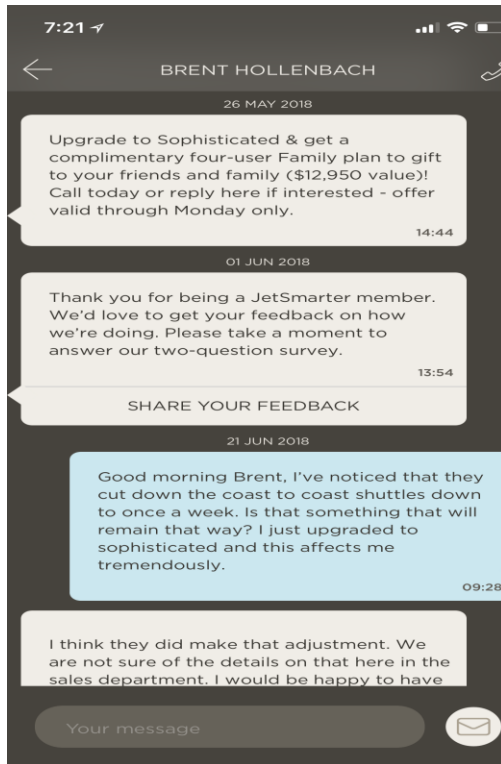 7:21
BRENT HOLLENBACH
26 MAY 2018
Upgrade to Sophisticated & get a
complimentary four-user Family plan to gift
to your friends and family ($12,950 value)!
Call today or reply here if interested - offer
valid through Monday only.
14:44
01 JUN 2018
Thank you for being a JetSmarter member.
We'd love to get your feedback on how
we're doing. Please take a moment to
answer our two-question survey.
13:54
SHARE YOUR FEEDBACK
21 JUN 2018
Good morning Brent, I've noticed that they
cut down the coast to coast shuttles down
to once a week. Is that something that will
remain that way? I just upgraded to
sophisticated and this affects me
tremendously.
09:28
I think they did make that adjustment. We
are not sure of the details on that here in the
sales department. I would be happy to have
Your message